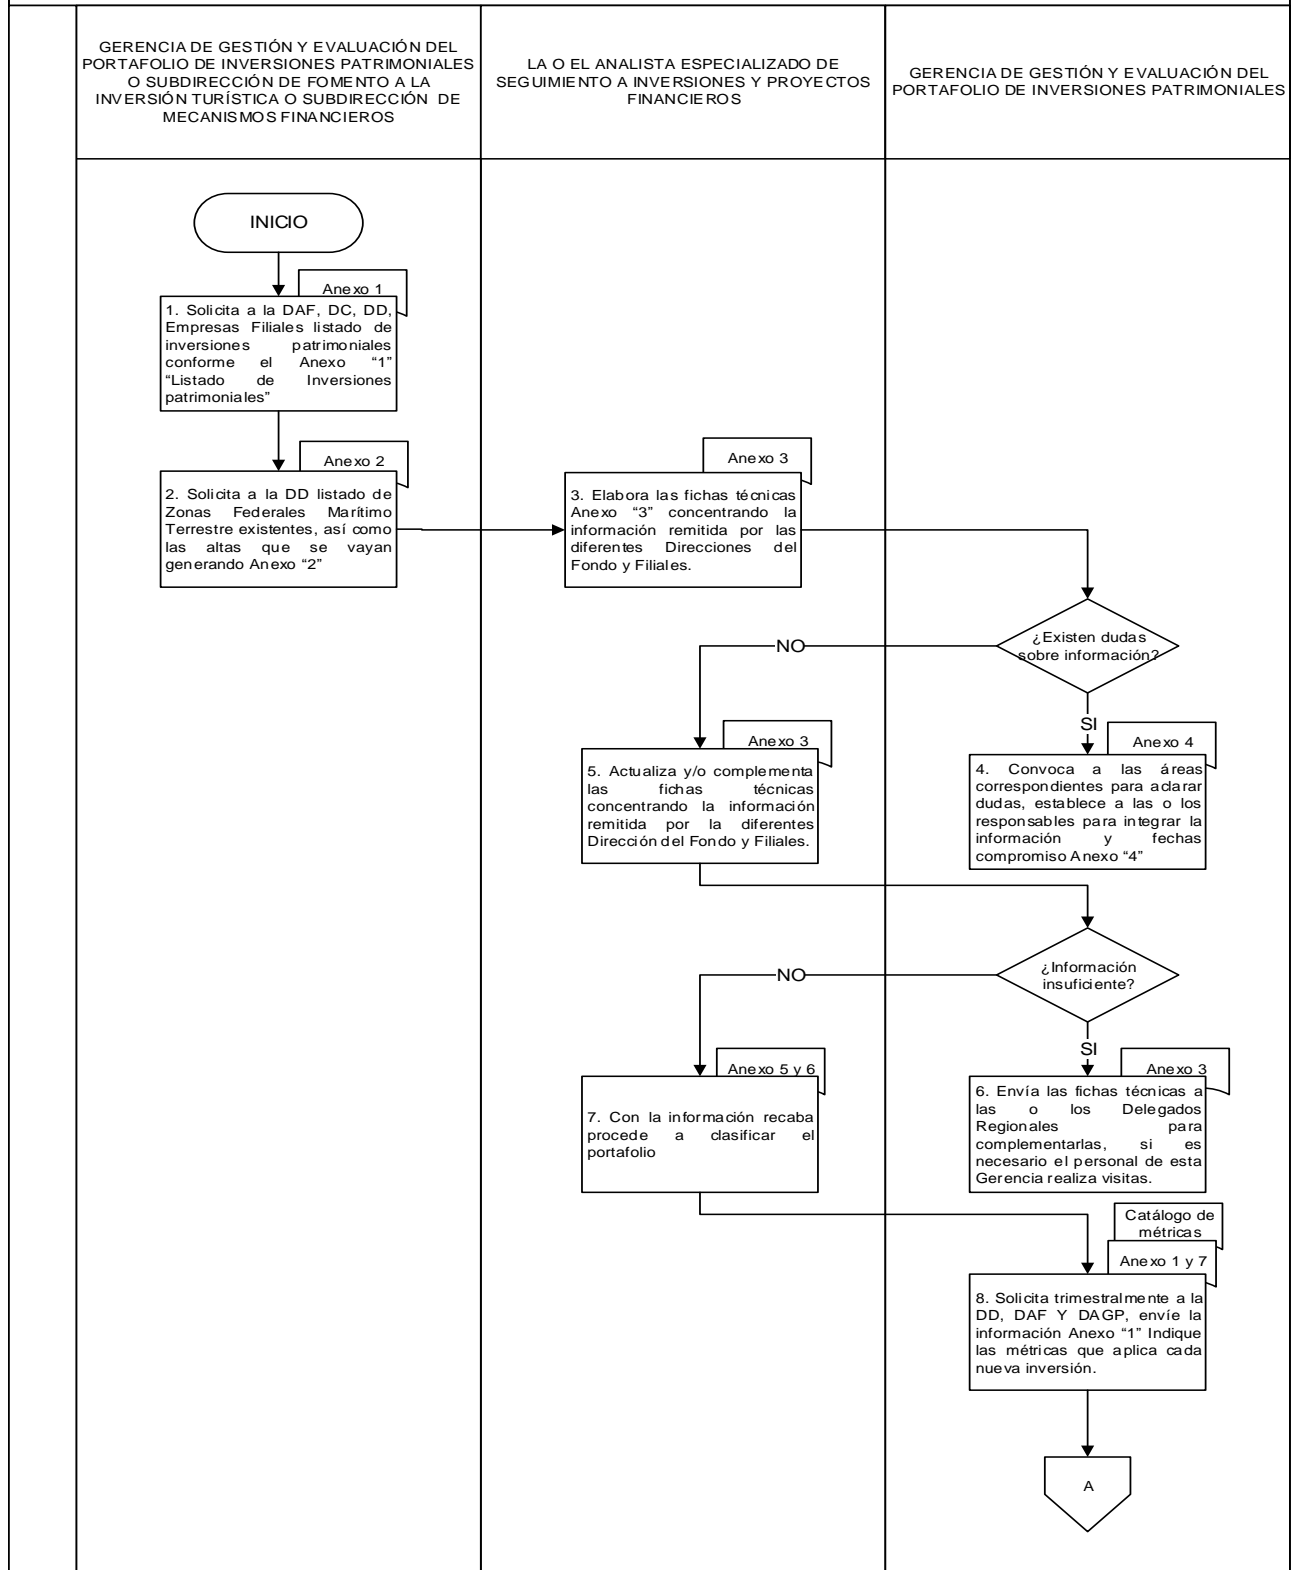 GERENCIA DE GESTIÓN Y EVALUACIÓN DEL
PORTAFOLIO DE INVERSIONES PATRIMONIALES
O SUBDIRECCIÓN DE FOMENTO A LA
INVERSIÓN TURÍSTICA O SUBDIRECCIÓN DE
MECANISMOS FINANCIEROS
LA O EL ANALISTA ESPECIALIZADO DE
SEGUIMIENTO A INVERSIONES Y PROYECTOS
FINANCIEROS
GERENCIA DE GESTIÓN Y EVALUACIÓN DEL
PORTAFOLIO DE INVERSIONES PATRIMONIALES
INICIO
Anexo 1
1. Solicita a la DAF, DC, DD,
Empresas Filiales listado de
inversiones patrimoniales
conforme el Anexo “1”
“Listado de Inversiones
patrimoniales”
Anexo 2
2. Solicita a la DD listado de
Zonas Federales Marítimo
Terrestre existentes, así como
las altas que se vayan
generando Anexo “2”
Anexo 3
3. Elabora las fichas técnicas
Anexo “3” concentrando la
información remitida por las
diferentes Direcciones del
Fondo y Filiales.
¿Existen dudas
sobre información?
NO
SI
Anexo 4
4. Convoca a las áreas
correspondientes para aclarar
dudas, establece a las o los
responsables para integrar la
información y fechas
compromiso Anexo “4”
Anexo 3
5. Actualiza y/o complementa
las fichas técnicas
concentrando la información
remitida por la diferentes
Dirección del Fondo y Filiales.
¿Información
insuficiente?
NO
SI
Anexo 3
6. Envía las fichas técnicas a
las o los Delegados
Regionales para
complementarlas, si es
necesario el personal de esta
Gerencia realiza visitas.
Anexo 5 y 6
7. Con la información recaba
procede a clasificar el
portafolio
Catálogo de
métricas
Anexo 1 y 7
8. Solicita trimestralmente a la
DD, DAF Y DAGP, envíe la
información Anexo “1” Indique
las métricas que aplica cada
nueva inversión.
A